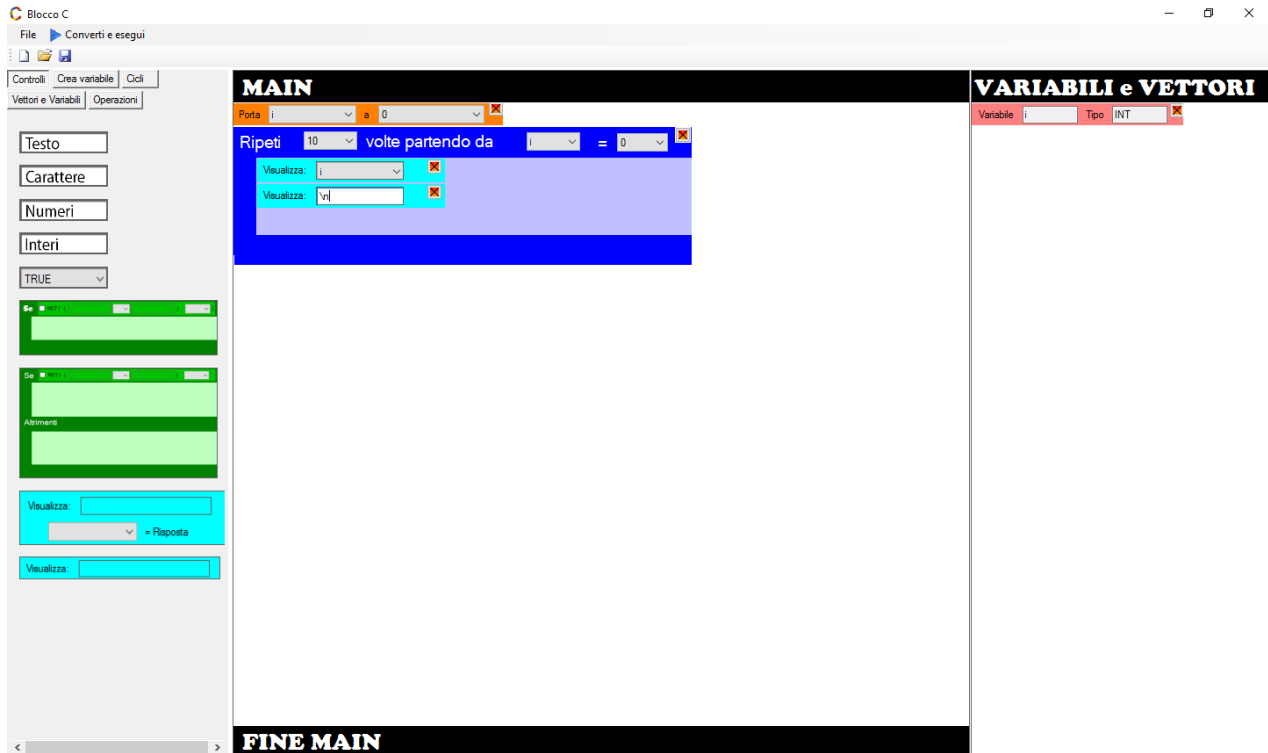 Blocco C
File Converti e esegui
Controlli Crea variabile Cicli
Vettori e Variabili Operazioni
Testo
Carattere
Numeri
Interi
TRUE
Se NOT( (
Se NOT( (
Altrimenti
Visualizza:
= Risposta
Visualizza:
MAIN
Porta i a 0
Ripeti 10 volte partendo da i = 0
Visualizza: i
Visualizza: \n
FINE MAIN
VARIABILI e VETTORI
Variabile i Tipo INT